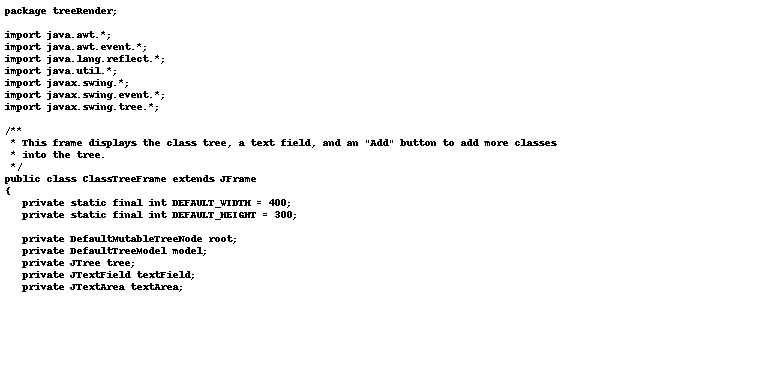 package treeRender;

import java.awt.*;
import java.awt.event.*;
import java.lang.reflect.*;
import java.util.*;
import javax.swing.*;
import javax.swing.event.*;
import javax.swing.tree.*;

/**
 * This frame displays the class tree, a text field, and an "Add" button to add more classes
 * into the tree.
 */
public class ClassTreeFrame extends JFrame
{
   private static final int DEFAULT_WIDTH = 400;
   private static final int DEFAULT_HEIGHT = 300;

   private DefaultMutableTreeNode root;
   private DefaultTreeModel model;
   private JTree tree;
   private JTextField textField;
   private JTextArea textArea;